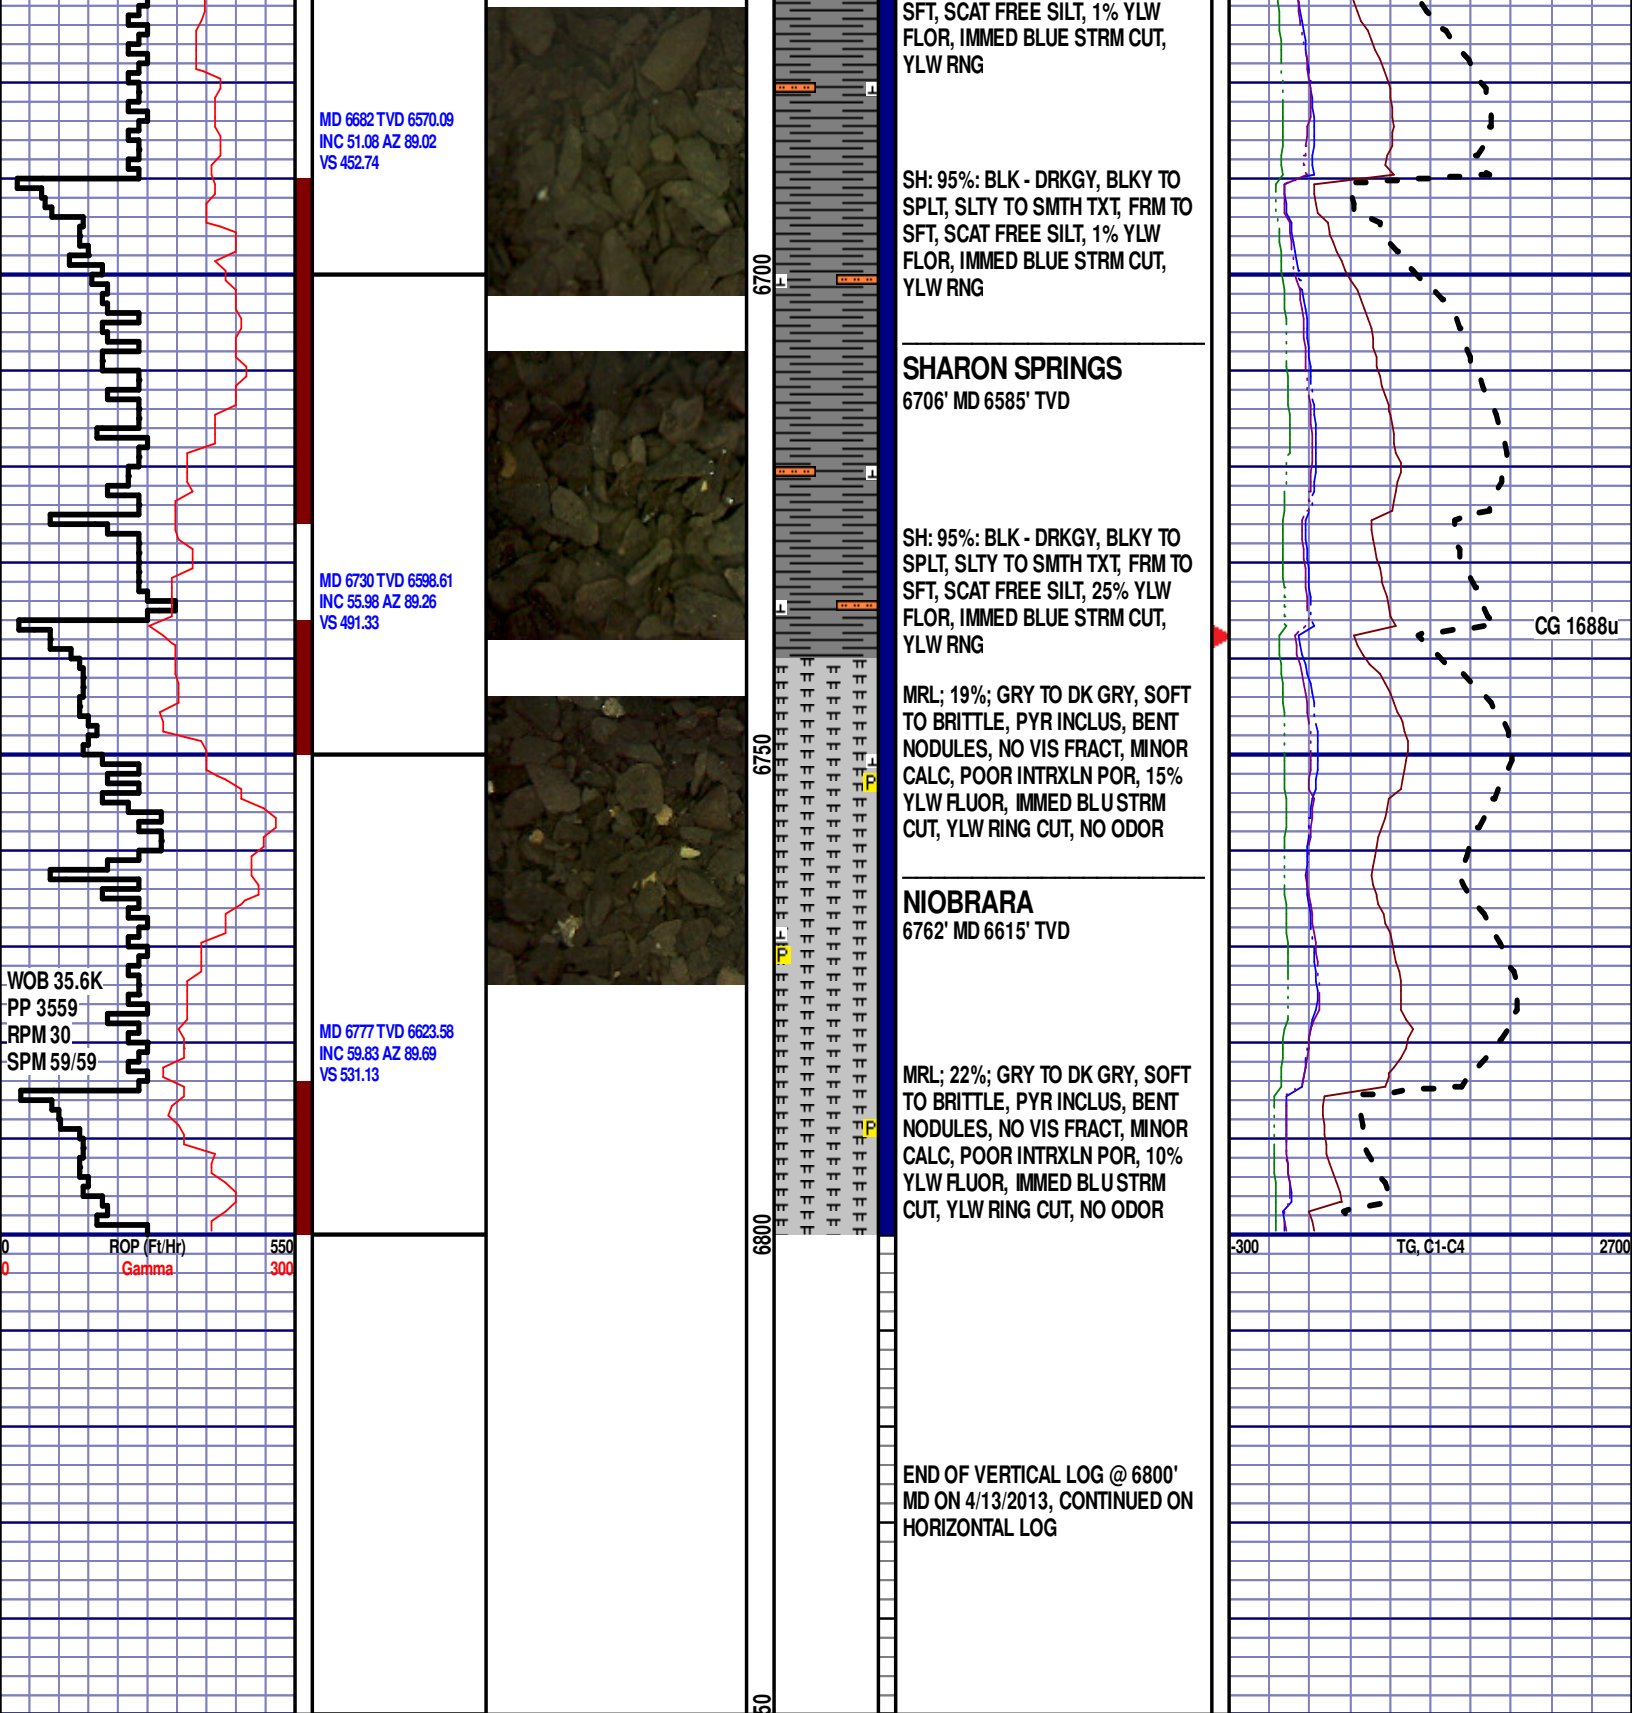 SFT, SCAT FREE SILT, 1% YLW
FLOR, IMMED BLUE STRM CUT,
YLW RNG
MD 6682 TVD 6570.09
INC 51.08 AZ 89.02
VS 452.74
SH: 95%: BLK - DRKGY, BLKY TO
SPLT, SLTY TO SMTH TXT, FRM TO
SFT, SCAT FREE SILT, 1% YLW
FLOR, IMMED BLUE STRM CUT,
YLW RNG
6700
SHARON SPRINGS
6706' MD 6585' TVD
MD 6730 TVD 6598.61
INC 55.98 AZ 89.26
VS 491.33
SH: 95%: BLK - DRKGY, BLKY TO
SPLT, SLTY TO SMTH TXT, FRM TO
SFT, SCAT FREE SILT, 25% YLW
FLOR, IMMED BLUE STRM CUT,
YLW RNG
CG 1688u
MRL; 19%; GRY TO DK GRY, SOFT
TO BRITTLE, PYR INCLUS, BENT
NODULES, NO VIS FRACT, MINOR
CALC, POOR INTRXLN POR, 15%
YLW FLUOR, IMMED BLU STRM
CUT, YLW RING CUT, NO ODOR
6750
P
NIOBRARA
6762' MD 6615' TVD
P
WOB 35.6K
PP 3559
RPM 30
SPM 59/59
MD 6777 TVD 6623.58
INC 59.83 AZ 89.69
VS 531.13
MRL; 22%; GRY TO DK GRY, SOFT
TO BRITTLE, PYR INCLUS, BENT
NODULES, NO VIS FRACT, MINOR
CALC, POOR INTRXLN POR, 10%
YLW FLUOR, IMMED BLU STRM
CUT, YLW RING CUT, NO ODOR
P
6800
0 ROP (Ft/Hr) 550
0 Gamma 300
-300 TG, C1-C4 2700
END OF VERTICAL LOG @ 6800'
MD ON 4/13/2013, CONTINUED ON
HORIZONTAL LOG
50